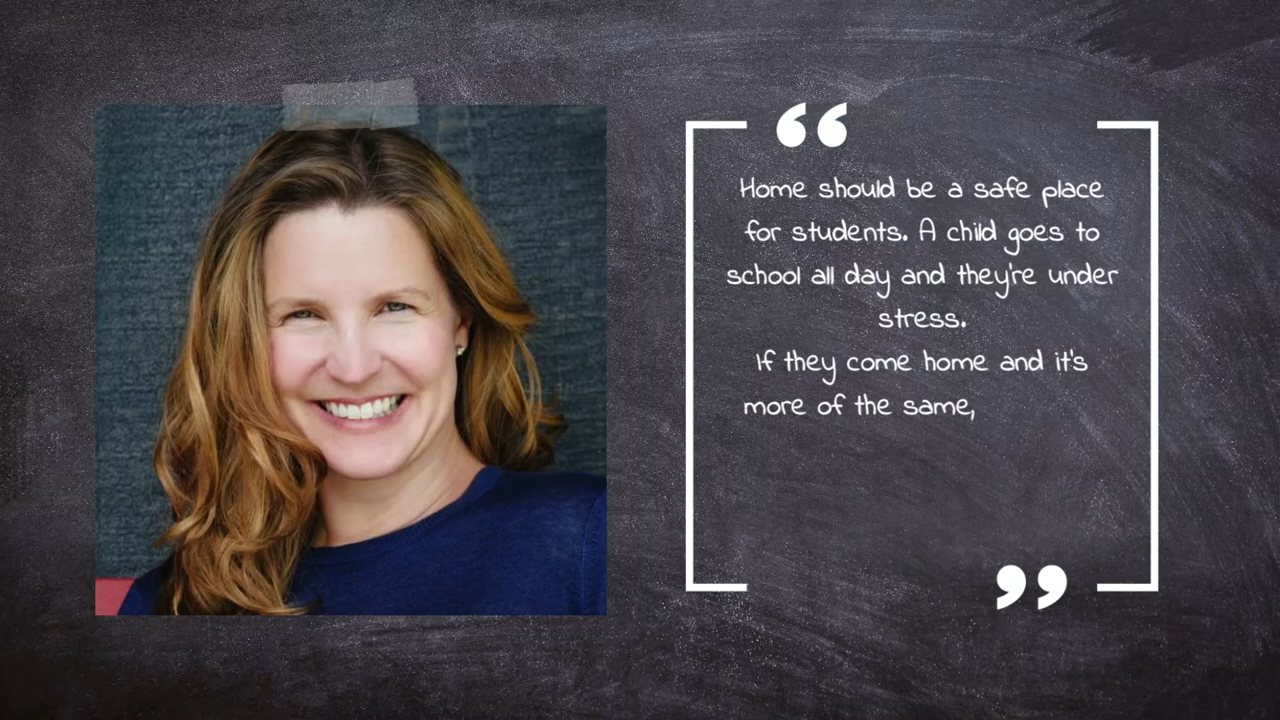 Home should be a safe place
for students. A child goes to
school all day and they're under
stress.
If they come home and it's
more of the same,